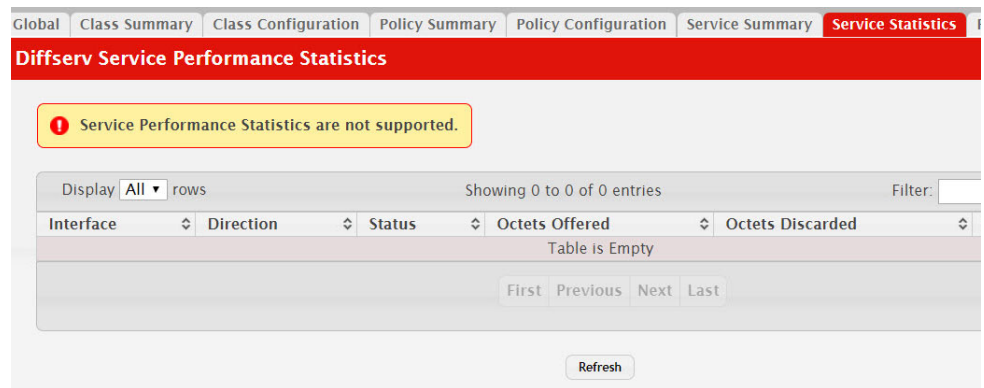 Global Class Summary Class Configuration Policy Summary Policy Configuration Service Summary Service Statistics
Diffserv Service Performance Statistics
Service Performance Statistics are not supported.
Display All rows Showing 0 to 0 of 0 entries Filter:
Interface Direction Status Octets Offered Octets Discarded
Table is Empty
First Previous Next Last
Refresh